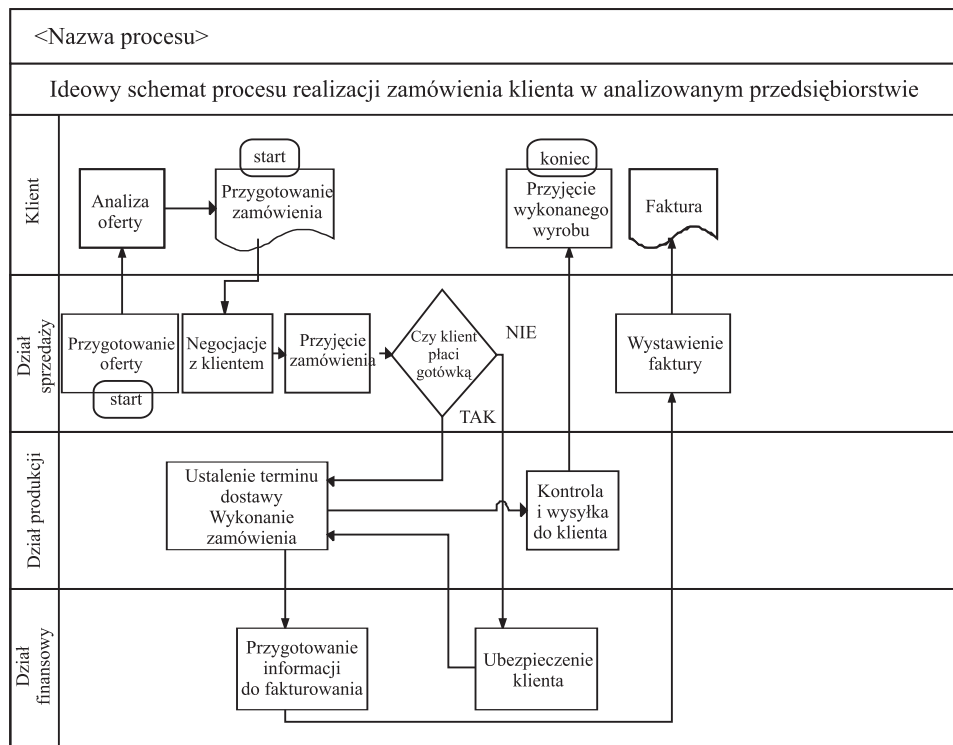 <Nazwa procesu>
Ideowy schemat procesu realizacji zamówienia klienta w analizowanym przedsiębiorstwie
Klient
start
koniec
Analiza
oferty
Przygotowanie
zamówienia
Przyjęcie
wykonanego
wyrobu
Faktura
Dział
sprzedaży
Przygotowanie
oferty
start
Negocjacje
z klientem
Przyjęcie
zamówienia
Czy klient
płaci
gotówką
NIE
TAK
Wystawienie
faktury
Dział produkcji
Ustalenie terminu
dostawy
Wykonanie
zamówienia
Kontrola
i wysyłka
do klienta
Dział
finansowy
Przygotowanie
informacji
do fakturowania
Ubezpieczenie
klienta